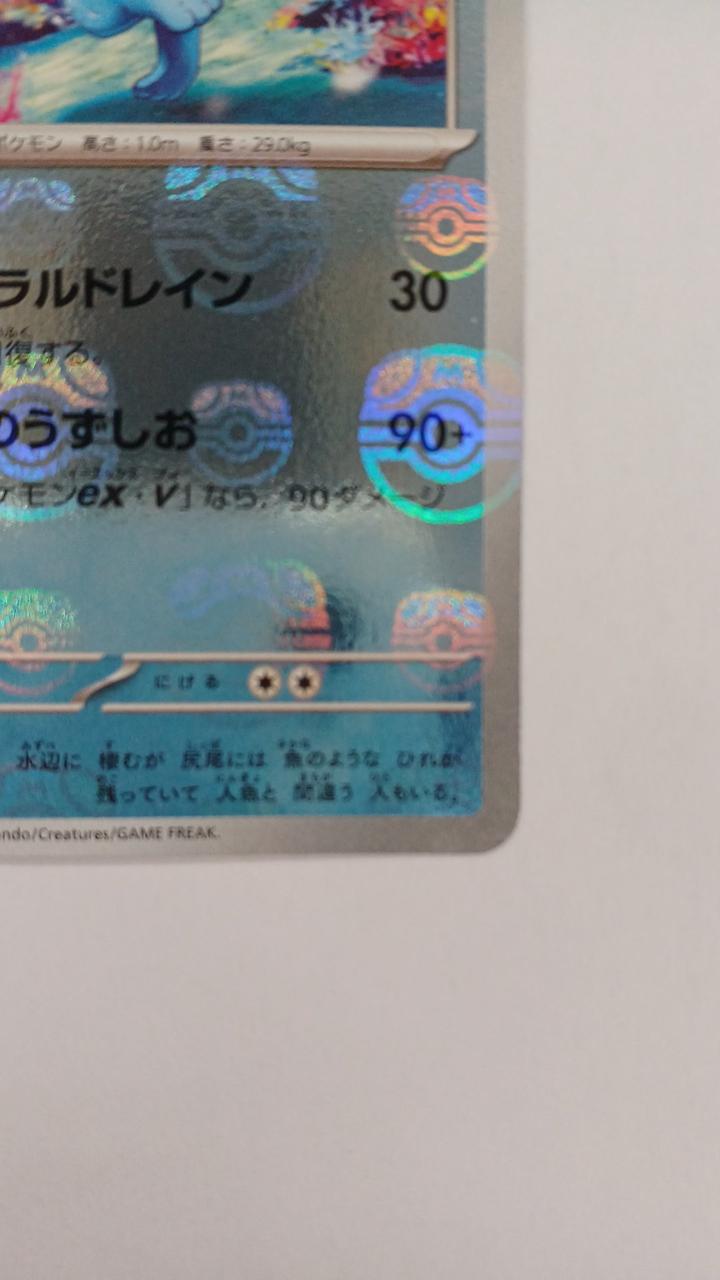 ポケモン 高さ：1.0m 重さ：29.0kg
ラルドレイン 30
復する。
のうずしお 90+
ケモンex・V」なら、90ダメージ
にげる
水辺に 棲むが 尻尾には 魚のような ひれが
残っていて 人魚と 間違う 人もいる。
ndo/Creatures/GAME FREAK.